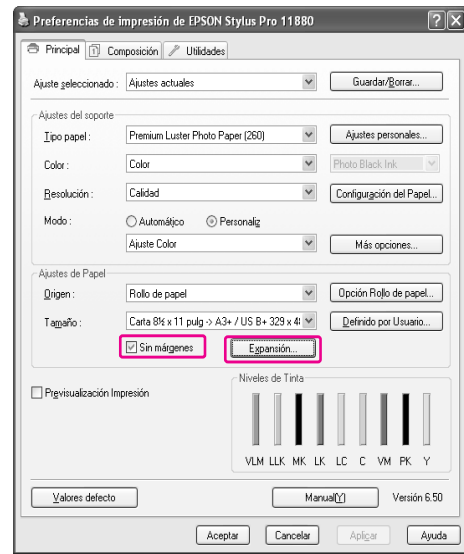 Preferencias de impresión de EPSON Stylus Pro 11880
Principal Composición Utilidades
Ajuste seleccionado : Ajustes actuales Guardar/Borrar...
Ajustes del soporte
Tipo papel : Premium Luster Photo Paper (260) Ajustes personales...
Color : Color Photo Black Ink
Resolución : Calidad Configuración del Papel...
Modo : Automático Personaliz
Ajuste Color Más opciones...
Ajustes de Papel
Origen : Rollo de papel Opción Rollo de papel...
Tamaño : Carta 8½ x 11 pulg -> A3+ / US B+ 329 x 4 Definido por Usuario...
Sin márgenes Expansión...
Previsualización Impresión
Niveles de Tinta
VLM LLK MK LK LC C VM PK Y
Valores defecto Manual(Y) Versión 6.50
Aceptar Cancelar Aplicar Ayuda